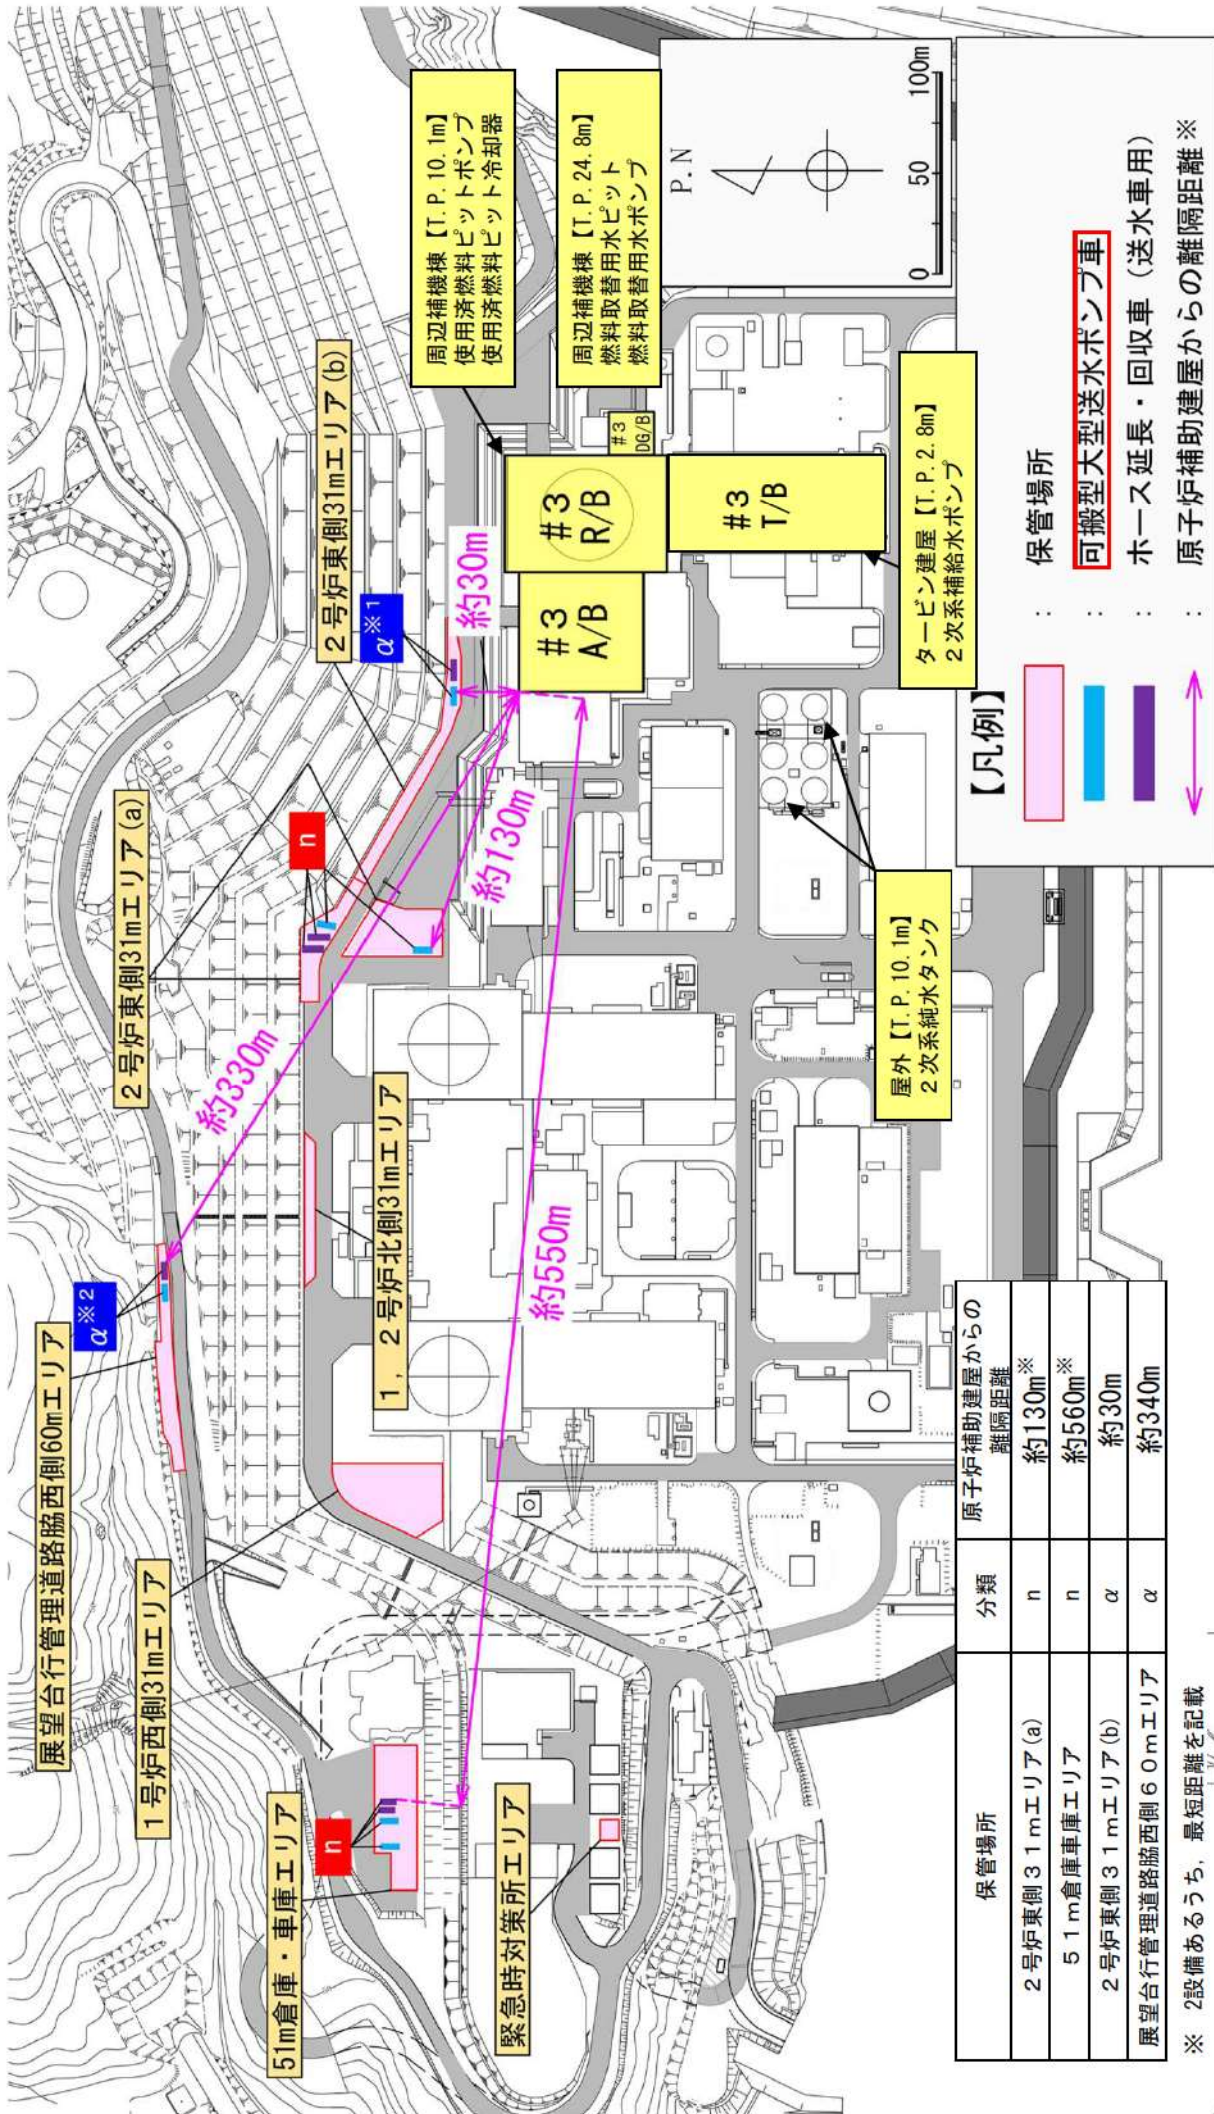 展望台行管理道路脇西側60mエリア
α※2
2号炉東側31mエリア(a)
n
約330m
2号炉東側31mエリア(b)
α※1
約30m
約130m
1号炉西側31mエリア
1，2号炉北側31mエリア
約550m
51m倉庫・車庫エリア
n
緊急時対策所エリア
周辺補機棟【T.P.10.1m】
使用済燃料ピットポンプ
使用済燃料ピット冷却器
周辺補機棟【T.P.24.8m】
燃料取替用水ピット
燃料取替用水ポンプ
#3
R/B
#3
A/B
#3
DG/B
#3
T/B
タービン建屋【T.P.2.8m】
2次系補給水ポンプ
屋外【T.P.10.1m】
2次系純水タンク
P.N
0 50 100m
【凡例】
： 保管場所
： 可搬型大型送水ポンプ車
： ホース延長・回収車（送水車用）
： 原子炉補助建屋からの離隔距離※
保管場所 分類 原子炉補助建屋からの
離隔距離
2号炉東側31mエリア(a) n 約130m※
51m倉庫車庫エリア n 約560m※
2号炉東側31mエリア(b) α 約30m
展望台行管理道路脇西側60mエリア α 約340m
※ 2設備あるうち，最短距離を記載